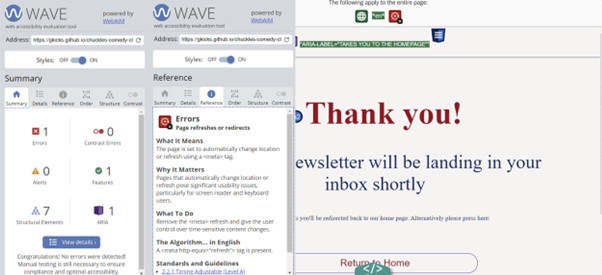 WAVE
web accessibility evaluation tool
powered by
WebAIM
Address: https://gkicks.github.io/chuckles-comedy-cl
Styles: OFF ON
Summary
Summary Details Reference Order Structure Contrast
1
Errors
0
Contrast Errors
0
Alerts
1
Features
7
Structural Elements
1
ARIA
View details ›
Congratulations! No errors were detected!
Manual testing is still necessary to ensure
compliance and optimal accessibility.
WAVE
web accessibility evaluation tool
powered by
WebAIM
Address: https://gkicks.github.io/chuckles-comedy-cl
Styles: OFF ON
Reference
Summary Details Reference Order Structure Contrast
Errors
Page refreshes or redirects
What It Means
The page is set to automatically change location
or refresh using a <meta> tag.
Why It Matters
Pages that automatically change location or
refresh pose significant usability issues,
particularly for screen reader and keyboard
users.
What To Do
Remove the <meta> refresh and give the user
control over time-sensitive content changes.
The Algorithm... in English
A <meta http-equiv="refresh"> tag is present.
Standards and Guidelines
2.2.1 Timing Adjustable (Level A)
The following apply to the entire page:
*ARIA-LABEL="TAKES YOU TO THE HOMEPAGE"*
Thank you!
ewsletter will be landing in your
inbox shortly
s you'll be redirected back to our home page. Alternatively please press here:
Return to Home
</>